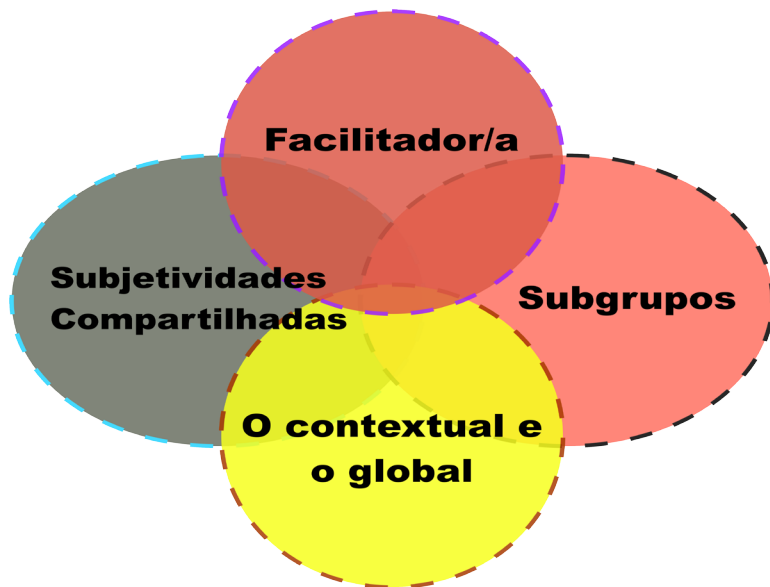 Facilitador/a
Subjetividades
Compartilhadas
Subgrupos
O contextual e
o global